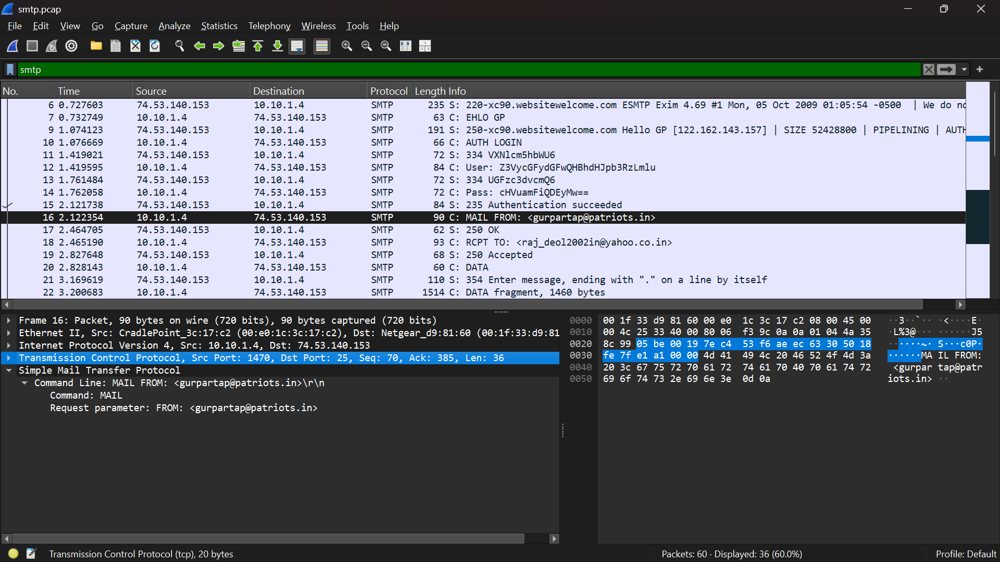 smtp.pcap
File Edit View Go Capture Analyze Statistics Telephony Wireless Tools Help
smtp
No. Time Source Destination Protocol Length Info
6 0.727603 74.53.140.153 10.10.1.4 SMTP 235 S: 220-xc90.websitewelcome.com ESMTP Exim 4.69 #1 Mon, 05 Oct 2009 01:05:54 -0500 | We do no
7 0.732749 10.10.1.4 74.53.140.153 SMTP 63 C: EHLO GP
9 1.074123 74.53.140.153 10.10.1.4 SMTP 191 S: 250-xc90.websitewelcome.com Hello GP [122.162.143.157] | SIZE 52428800 | PIPELINING | AUTH
10 1.076669 10.10.1.4 74.53.140.153 SMTP 66 C: AUTH LOGIN
11 1.419021 74.53.140.153 10.10.1.4 SMTP 72 S: 334 VXNlcm5hbWU6
12 1.419595 10.10.1.4 74.53.140.153 SMTP 84 C: User: Z3VycGFydGFwQHBhdHJpb3RzLmlu
13 1.761484 74.53.140.153 10.10.1.4 SMTP 72 S: 334 UGFzc3dvcmQ6
14 1.762058 10.10.1.4 74.53.140.153 SMTP 72 C: Pass: cHVuamFiQDEyMw==
15 2.121738 74.53.140.153 10.10.1.4 SMTP 84 S: 235 Authentication succeeded
16 2.122354 10.10.1.4 74.53.140.153 SMTP 90 C: MAIL FROM: <gurpartap@patriots.in>
17 2.464705 74.53.140.153 10.10.1.4 SMTP 62 S: 250 OK
18 2.465190 10.10.1.4 74.53.140.153 SMTP 93 C: RCPT TO: <raj_deol2002in@yahoo.co.in>
19 2.827648 74.53.140.153 10.10.1.4 SMTP 68 S: 250 Accepted
20 2.828143 10.10.1.4 74.53.140.153 SMTP 60 C: DATA
21 3.169619 74.53.140.153 10.10.1.4 SMTP 110 S: 354 Enter message, ending with "." on a line by itself
22 3.200683 10.10.1.4 74.53.140.153 SMTP 1514 C: DATA fragment, 1460 bytes
Frame 16: Packet, 90 bytes on wire (720 bits), 90 bytes captured (720 bits)
Ethernet II, Src: CradlePoint_3c:17:c2 (00:e0:1c:3c:17:c2), Dst: Netgear_d9:81:60 (00:1f:33:d9:81
Internet Protocol Version 4, Src: 10.10.1.4, Dst: 74.53.140.153
Transmission Control Protocol, Src Port: 1470, Dst Port: 25, Seq: 70, Ack: 385, Len: 36
Simple Mail Transfer Protocol
Command Line: MAIL FROM: <gurpartap@patriots.in>\r\n
Command: MAIL
Request parameter: FROM: <gurpartap@patriots.in>
0000 00 1f 33 d9 81 60 00 e0 1c 3c 17 c2 08 00 45 00 ··3··`·· ·<····E·
0010 00 4c 25 33 40 00 80 06 f3 9c 0a 0a 01 04 4a 35 ·L%3@··· ······J5
0020 8c 99 05 be 00 19 7e c4 53 f6 ae ec 63 30 50 18 ······~· S···c0P·
0030 fe 7f e1 a1 00 00 4d 41 49 4c 20 46 52 4f 4d 3a ······MA IL FROM:
0040 20 3c 67 75 72 70 61 72 74 61 70 40 70 61 74 72 <gurpar tap@patr
0050 69 6f 74 73 2e 69 6e 3e 0d 0a iots.in> ··
Transmission Control Protocol (tcp), 20 bytes
Packets: 60 · Displayed: 36 (60.0%)
Profile: Default